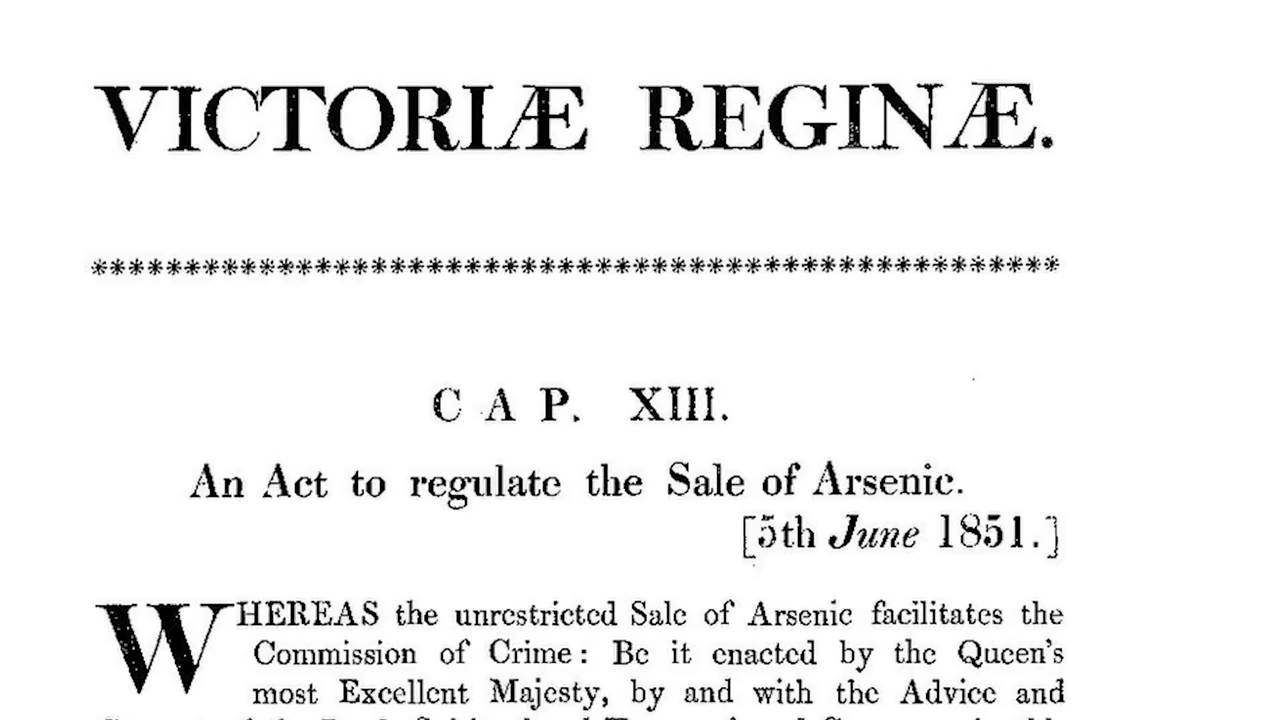 VICTORIÆ REGINÆ.
*****************************************************
CAP. XIII.
An Act to regulate the Sale of Arsenic.
[5th June 1851.]
WHEREAS the unrestricted Sale of Arsenic facilitates the
Commission of Crime: Be it enacted by the Queen's
most Excellent Majesty, by and with the Advice and